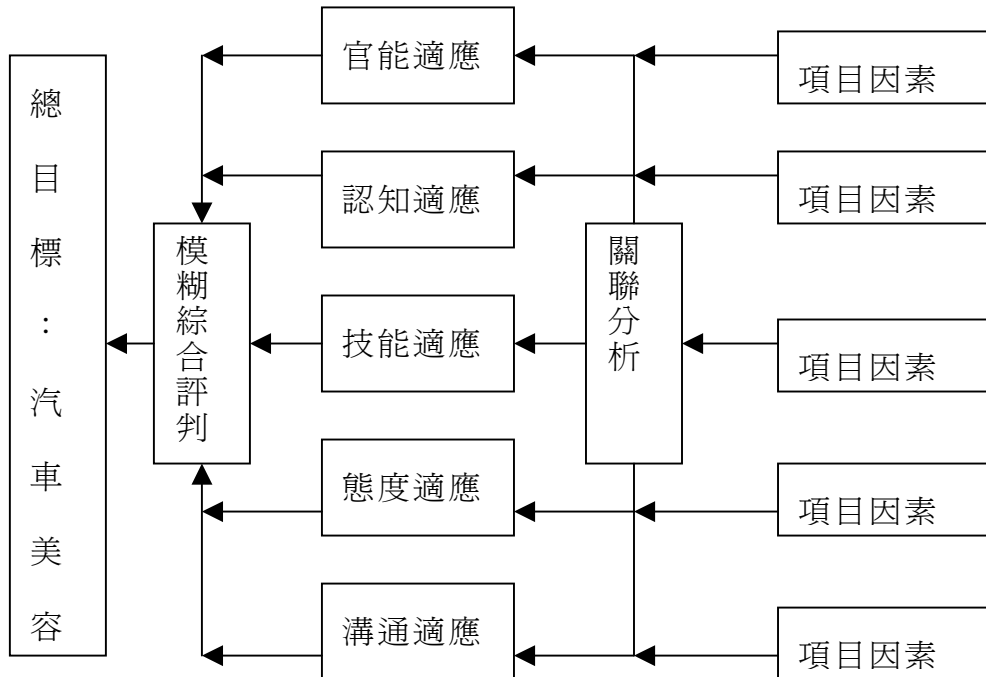 總目標：汽車美容
模糊綜合評判
官能適應
認知適應
技能適應
態度適應
溝通適應
關聯分析
項目因素
項目因素
項目因素
項目因素
項目因素